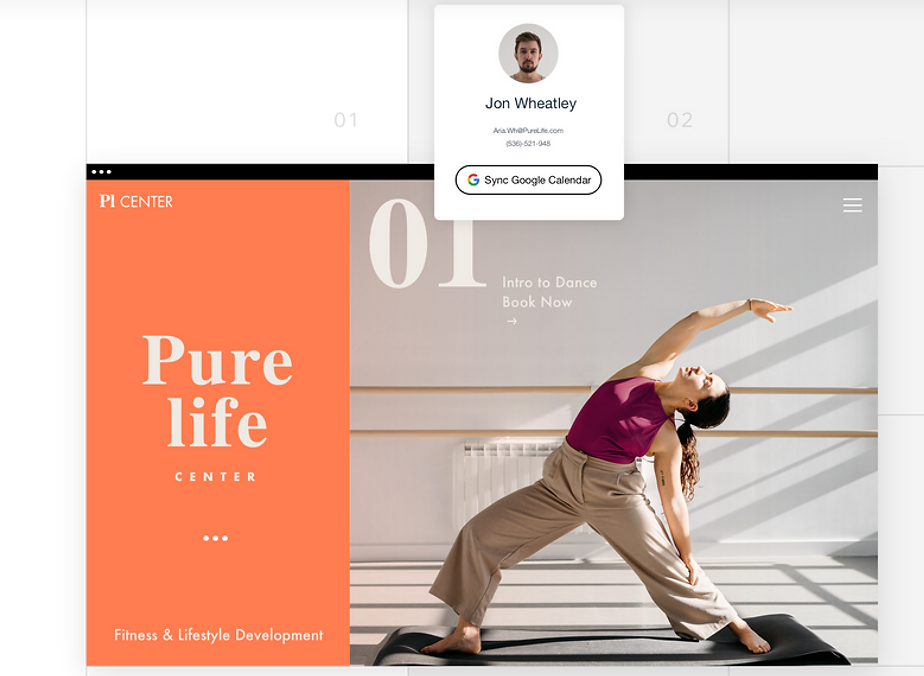 01
02
Jon Wheatley
Aria.Wh@PureLife.com
(536)-521-948
Sync Google Calendar
Pl CENTER
01
Intro to Dance
Book Now
→
Pure
life
CENTER
Fitness & Lifestyle Development